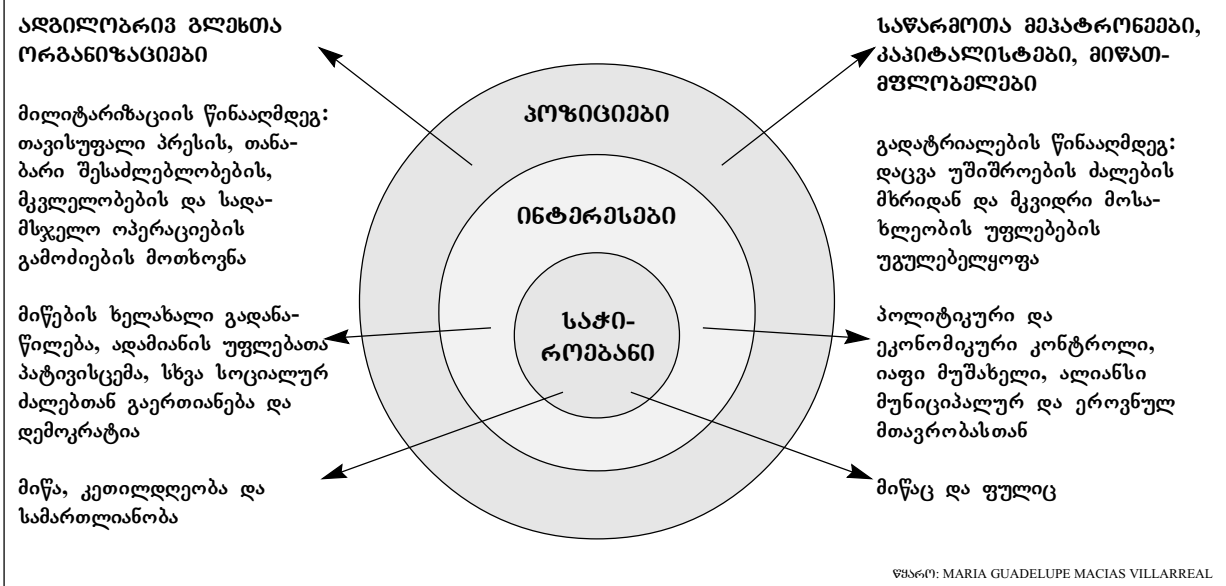 ადგილობრივ გლეხთა
ორგანიზაციები
მილიტარიზაციის წინააღმდეგ:
თავისუფალი პრესის, თანა-
ბარი შესაძლებლობების,
მკვლელობების და სადა-
მსჯელო ოპერაციების
გამოძიების მოთხოვნა
მიწების ხელახალი გადანა-
წილება, ადამიანის უფლებათა
პატივისცემა, სხვა სოციალურ
ძალებთან გაერთიანება და
დემოკრატია
მიწა, კეთილდღეობა და
სამართლიანობა
პოზიციები
ინტერესები
საჭი-
როებანი
საწარმოთა მეპატრონეები,
კაპიტალისტები, მიწათ-
მფლობელები
გადატრიალების წინააღმდეგ:
დაცვა უშიშროების ძალების
მხრიდან და მკვიდრი მოსა-
ხლეობის უფლებების
უგულებელყოფა
პოლიტიკური და
ეკონომიკური კონტროლი,
იაფი მუშახელი, ალიანსი
მუნიციპალურ და ეროვნულ
მთავრობასთან
მიწაც და ფულიც
წყარო: MARIA GUADELUPE MACIAS VILLARREAL